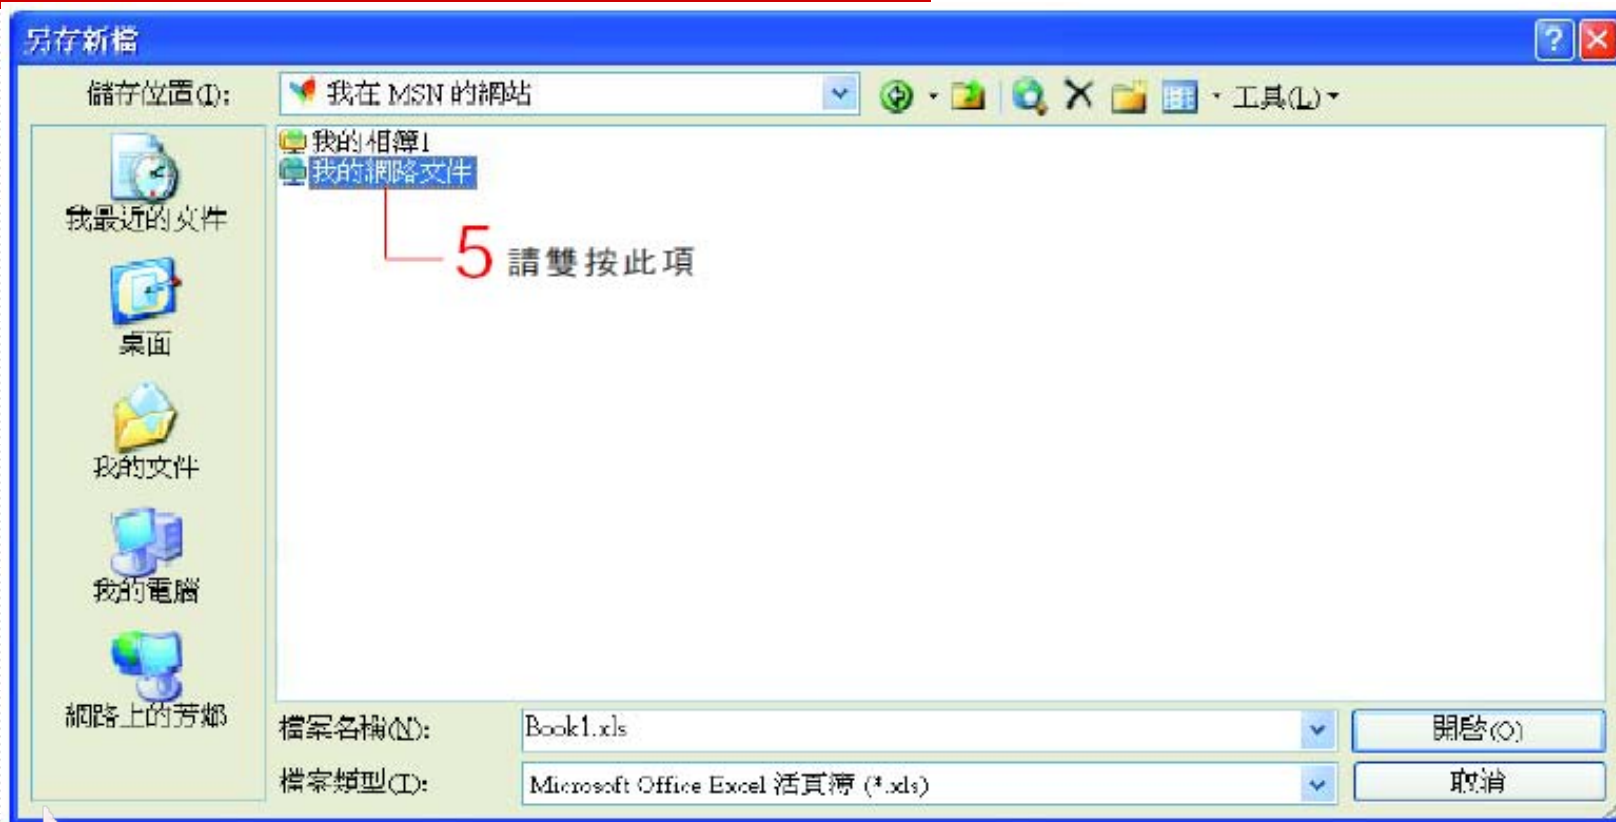 另存新檔
儲存位置(I):
我在 MSN 的網站
工具(L)
我的相簿1
我的網路文件
5 請雙按此項
我最近的文件
桌面
我的文件
我的電腦
網路上的芳鄰
檔案名稱(N):
Book1.xls
開啟(O)
檔案類型(T):
Microsoft Office Excel 活頁簿 (*.xls)
取消